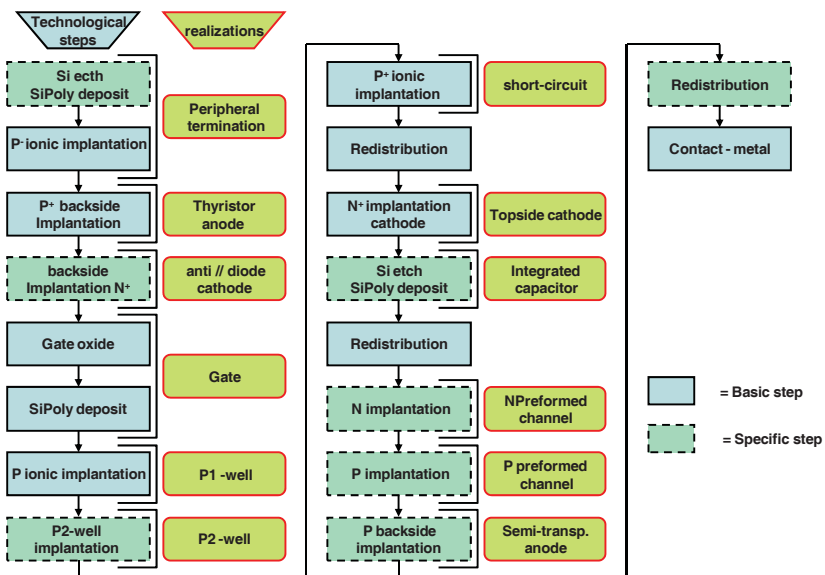 Technological
steps
realizations
Si ecth
SiPoly deposit
Peripheral
termination
P- ionic implantation
P+ backside
Implantation
Thyristor
anode
backside
Implantation N+
anti // diode
cathode
Gate oxide
Gate
SiPoly deposit
P ionic implantation
P1 -well
P2-well
implantation
P2 -well
P+ ionic
implantation
short-circuit
Redistribution
N+ implantation
cathode
Topside cathode
Si etch
SiPoly deposit
Integrated
capacitor
Redistribution
N implantation
NPreformed
channel
P implantation
P preformed
channel
P backside
implantation
Semi-transp.
anode
Redistribution
Contact - metal
= Basic step
= Specific step